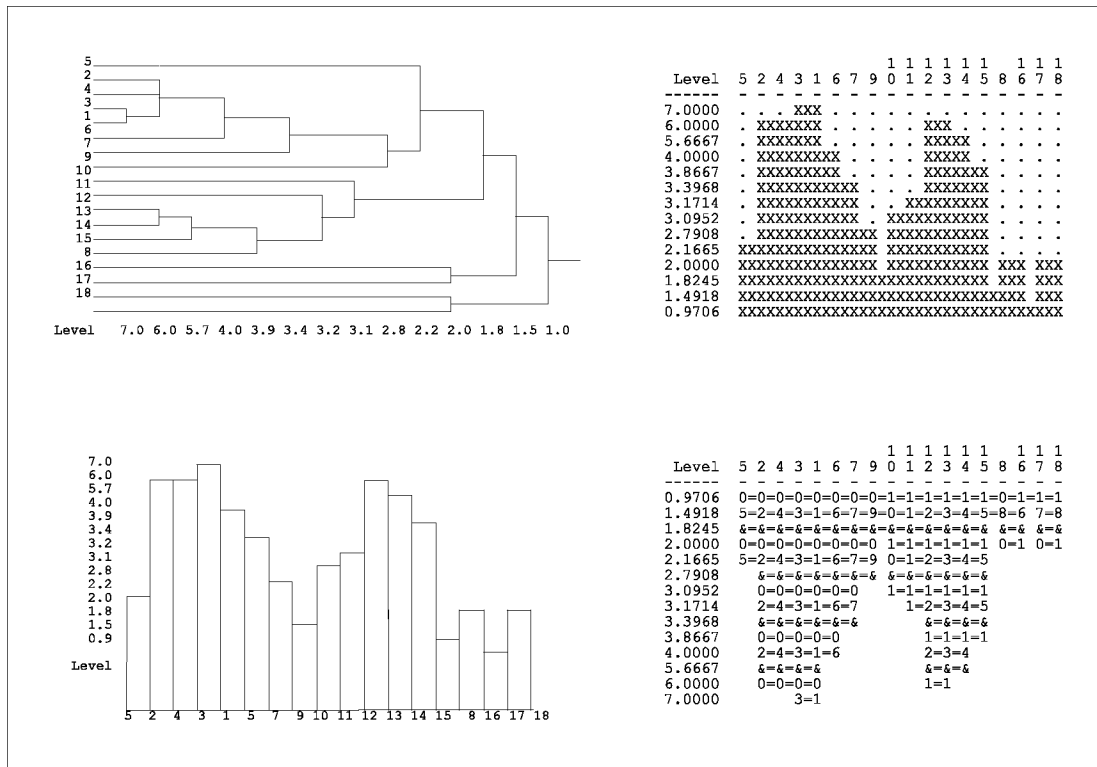 5
2
4
3
1
6
7
9
10
11
12
13
14
15
8
16
17
18
Level 7.0 6.0 5.7 4.0 3.9 3.4 3.2 3.1 2.8 2.2 2.0 1.8 1.5 1.0
1 1 1 1 1 1   1 1 1
Level 5 2 4 3 1 6 7 9 0 1 2 3 4 5 8 6 7 8
------ - - - - - - - - - - - - - - - - - -
7.0000 . . . XXX . . . . . . . . . . . . .
6.0000 . XXXXXXX . . . . . XXX . . . . . .
5.6667 . XXXXXXX . . . . . XXXXX . . . . .
4.0000 . XXXXXXXXX . . . . XXXXX . . . . .
3.8667 . XXXXXXXXX . . . . XXXXXXX . . . .
3.3968 . XXXXXXXXXXX . . . XXXXXXX . . . .
3.1714 . XXXXXXXXXXX . . XXXXXXXXX . . . .
3.0952 . XXXXXXXXXXX . XXXXXXXXXXX . . . .
2.7908 . XXXXXXXXXXXXX XXXXXXXXXXX . . . .
2.1665 XXXXXXXXXXXXXXX XXXXXXXXXXX . . . .
2.0000 XXXXXXXXXXXXXXX XXXXXXXXXXX XXX XXX
1.8245 XXXXXXXXXXXXXXXXXXXXXXXXXXX XXX XXX
1.4918 XXXXXXXXXXXXXXXXXXXXXXXXXXXXXXX XXX
0.9706 XXXXXXXXXXXXXXXXXXXXXXXXXXXXXXXXXXX
7.0
6.0
5.7
4.0
3.9
3.4
3.2
3.1
2.8
2.2
2.0
1.8
1.5
0.9
Level
5 2 4 3 1 5 7 9 10 11 12 13 14 15 8 16 17 18
1 1 1 1 1 1   1 1 1
Level 5 2 4 3 1 6 7 9 0 1 2 3 4 5 8 6 7 8
------ - - - - - - - - - - - - - - - - - -
0.9706 0=0=0=0=0=0=0=0=1=1=1=1=1=1=0=1=1=1
1.4918 5=2=4=3=1=6=7=9=0=1=2=3=4=5=8=6 7=8
1.8245 &=&=&=&=&=&=&=&=&=&=&=&=&=& &=& &=&
2.0000 0=0=0=0=0=0=0=0 1=1=1=1=1=1 0=1 0=1
2.1665 5=2=4=3=1=6=7=9 0=1=2=3=4=5
2.7908 &=&=&=&=&=&=& &=&=&=&=&=&
3.0952 0=0=0=0=0=0 1=1=1=1=1=1
3.1714 2=4=3=1=6=7 1=2=3=4=5
3.3968 &=&=&=&=&=& &=&=&=&
3.8667 0=0=0=0=0 1=1=1=1
4.0000 2=4=3=1=6 2=3=4
5.6667 &=&=&=& &=&=&
6.0000 0=0=0=0 1=1
7.0000 3=1